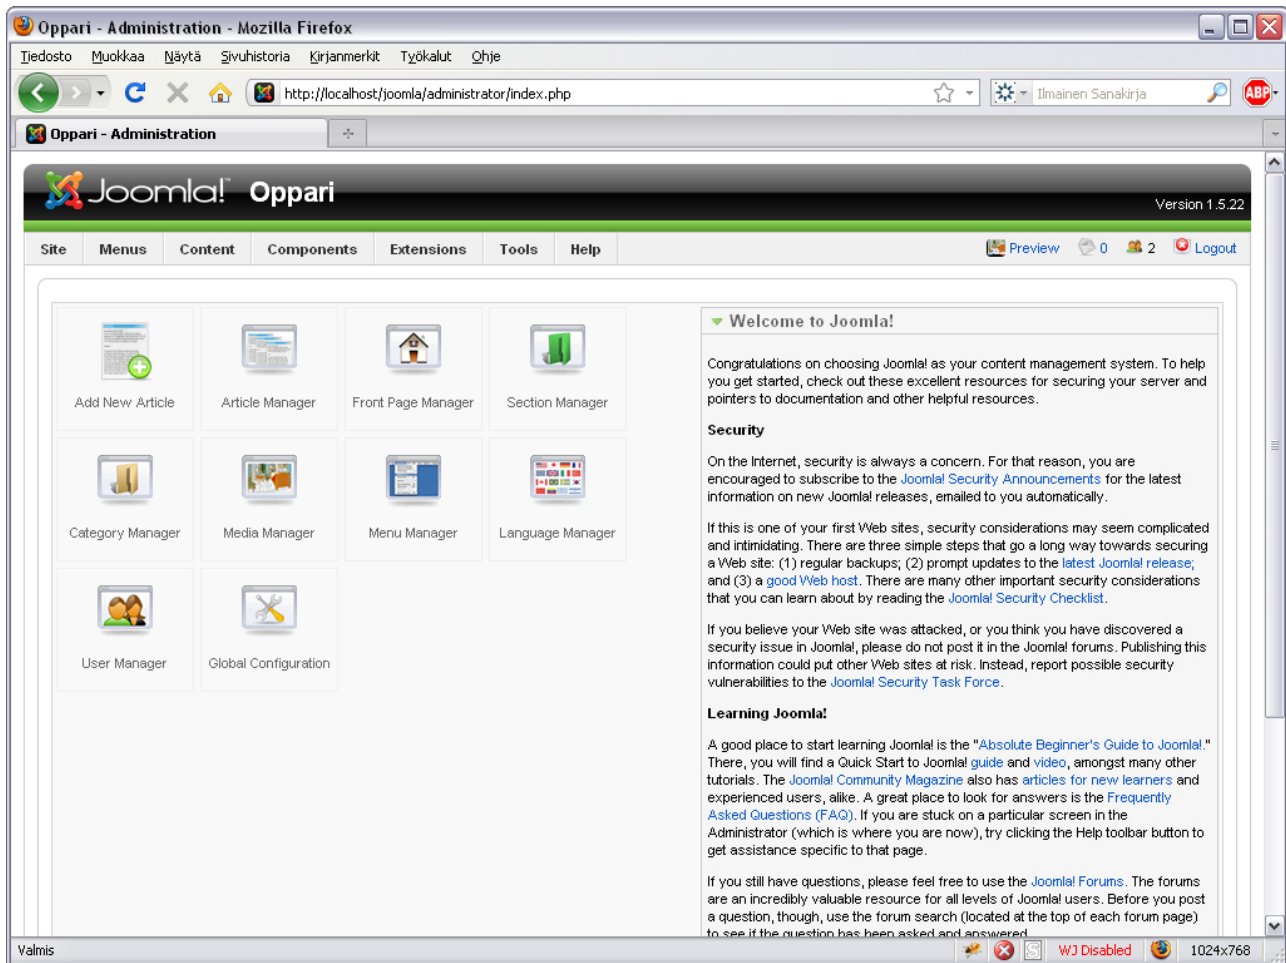 Oppari - Administration - Mozilla Firefox
Tiedosto Muokkaa Näytä Sivuhistoria Kirjanmerkit Työkalut Ohje
http://localhost/joomla/administrator/index.php Ilmainen Sanakirja ABP
Oppari - Administration
Joomla!™ Oppari
Version 1.5.22
Site Menus Content Components Extensions Tools Help Preview 0 2 Logout
Add New Article Article Manager Front Page Manager Section Manager
Category Manager Media Manager Menu Manager Language Manager
User Manager Global Configuration
Welcome to Joomla!
Congratulations on choosing Joomla! as your content management system. To help
you get started, check out these excellent resources for securing your server and
pointers to documentation and other helpful resources.
Security
On the Internet, security is always a concern. For that reason, you are
encouraged to subscribe to the Joomla! Security Announcements for the latest
information on new Joomla! releases, emailed to you automatically.
If this is one of your first Web sites, security considerations may seem complicated
and intimidating. There are three simple steps that go a long way towards securing
a Web site: (1) regular backups; (2) prompt updates to the latest Joomla! release;
and (3) a good Web host. There are many other important security considerations
that you can learn about by reading the Joomla! Security Checklist.
If you believe your Web site was attacked, or you think you have discovered a
security issue in Joomla!, please do not post it in the Joomla! forums. Publishing this
information could put other Web sites at risk. Instead, report possible security
vulnerabilities to the Joomla! Security Task Force.
Learning Joomla!
A good place to start learning Joomla! is the "Absolute Beginner's Guide to Joomla!."
There, you will find a Quick Start to Joomla! guide and video, amongst many other
tutorials. The Joomla! Community Magazine also has articles for new learners and
experienced users, alike. A great place to look for answers is the Frequently
Asked Questions (FAQ). If you are stuck on a particular screen in the
Administrator (which is where you are now), try clicking the Help toolbar button to
get assistance specific to that page.
If you still have questions, please feel free to use the Joomla! Forums. The forums
are an incredibly valuable resource for all levels of Joomla! users. Before you post
a question, though, use the forum search (located at the top of each forum page)
to see if the question has been asked and answered.
Valmis S WJ Disabled 1024x768